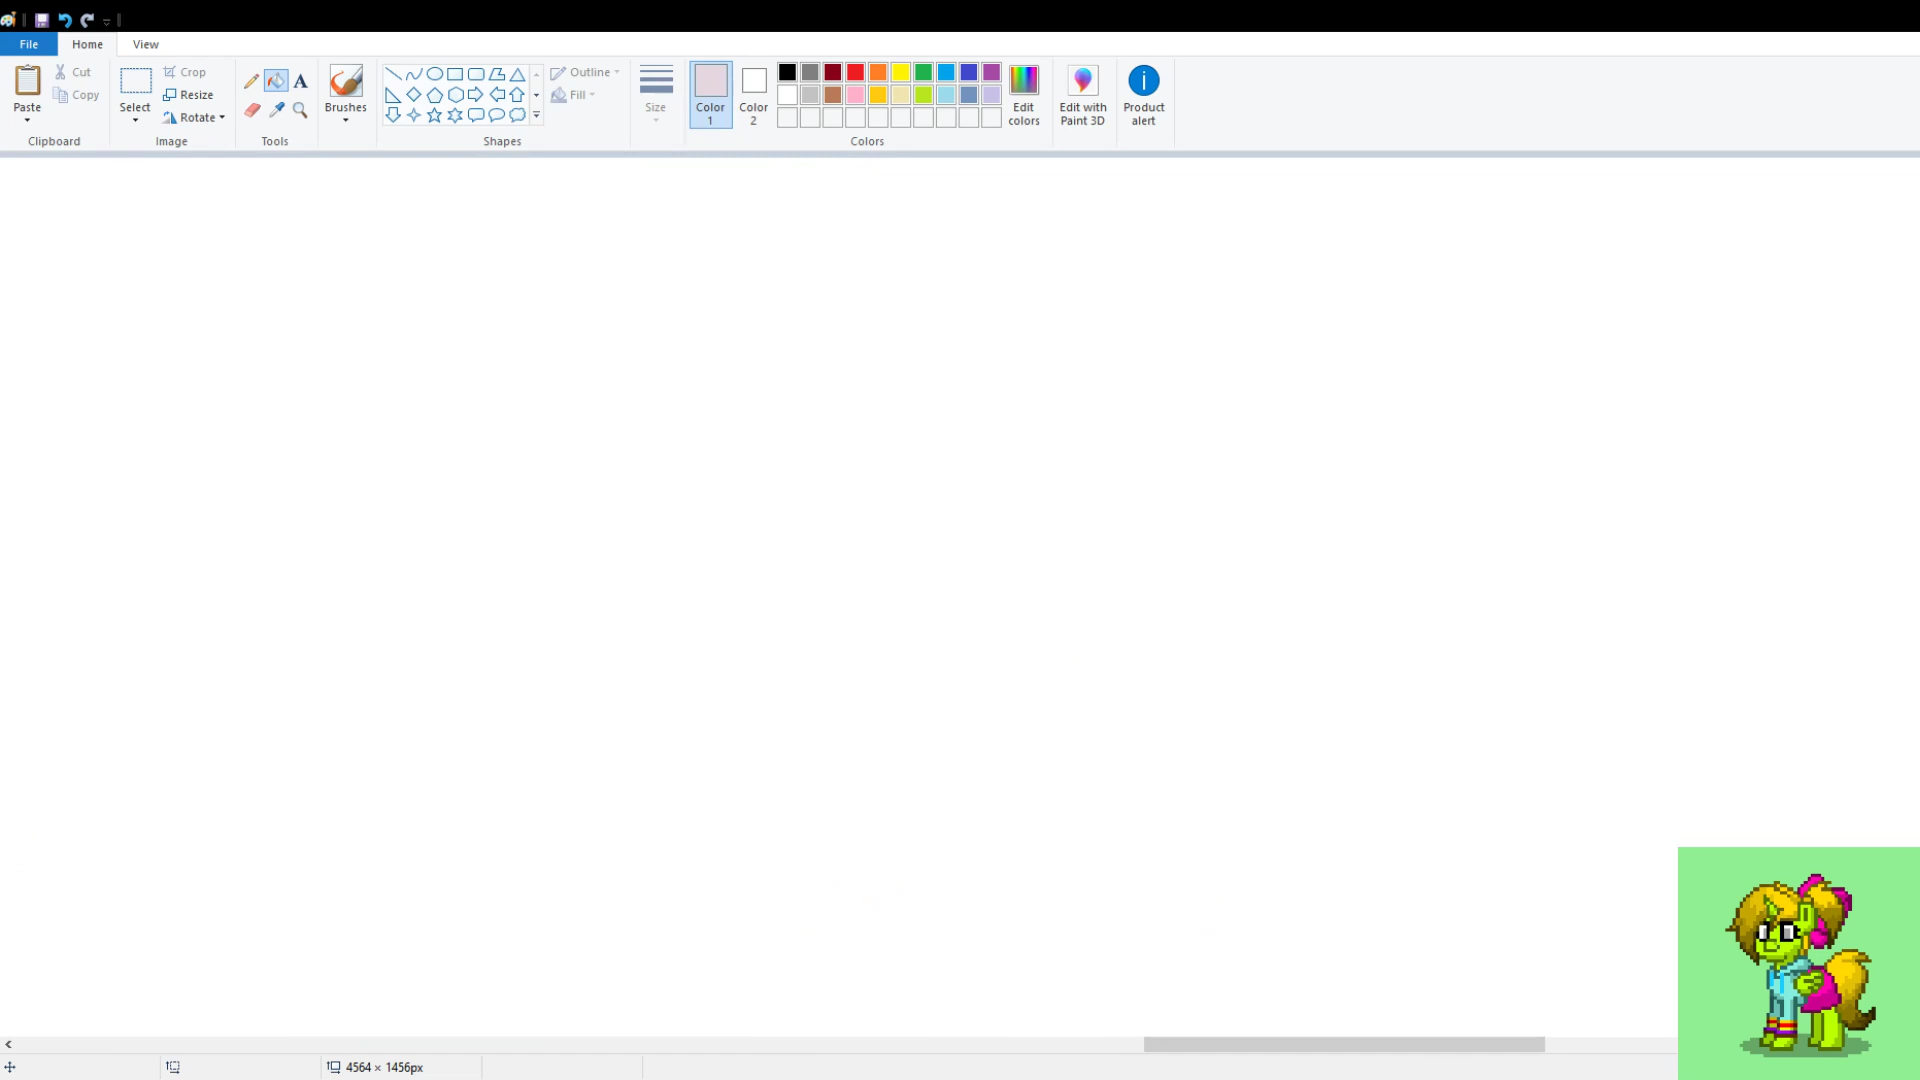 File Home View
Paste Cut Copy Clipboard
Select Crop Resize Rotate Image
A Tools
Brushes
Shapes Outline Fill
Size
Color 1 Color 2 Edit colors Colors
Edit with Paint 3D
Product alert
4564 × 1456px